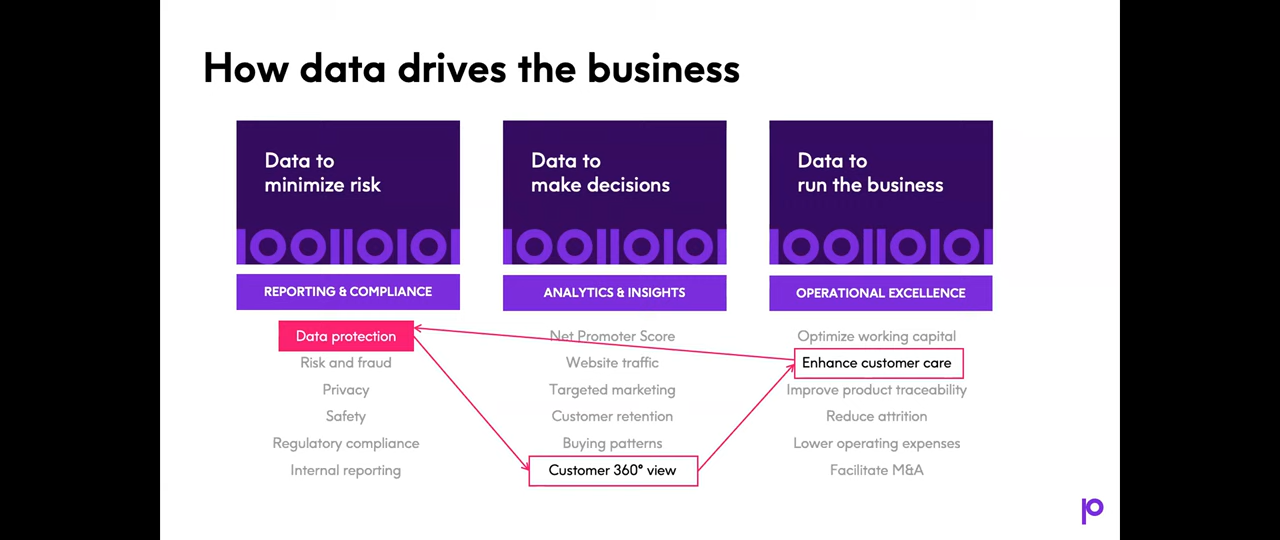 How data drives the business
Data to
minimize risk
REPORTING & COMPLIANCE
Data protection
Risk and fraud
Privacy
Safety
Regulatory compliance
Internal reporting
Data to
make decisions
ANALYTICS & INSIGHTS
Net Promoter Score
Website traffic
Targeted marketing
Customer retention
Buying patterns
Customer 360° view
Data to
run the business
OPERATIONAL EXCELLENCE
Optimize working capital
Enhance customer care
Improve product traceability
Reduce attrition
Lower operating expenses
Facilitate M&A